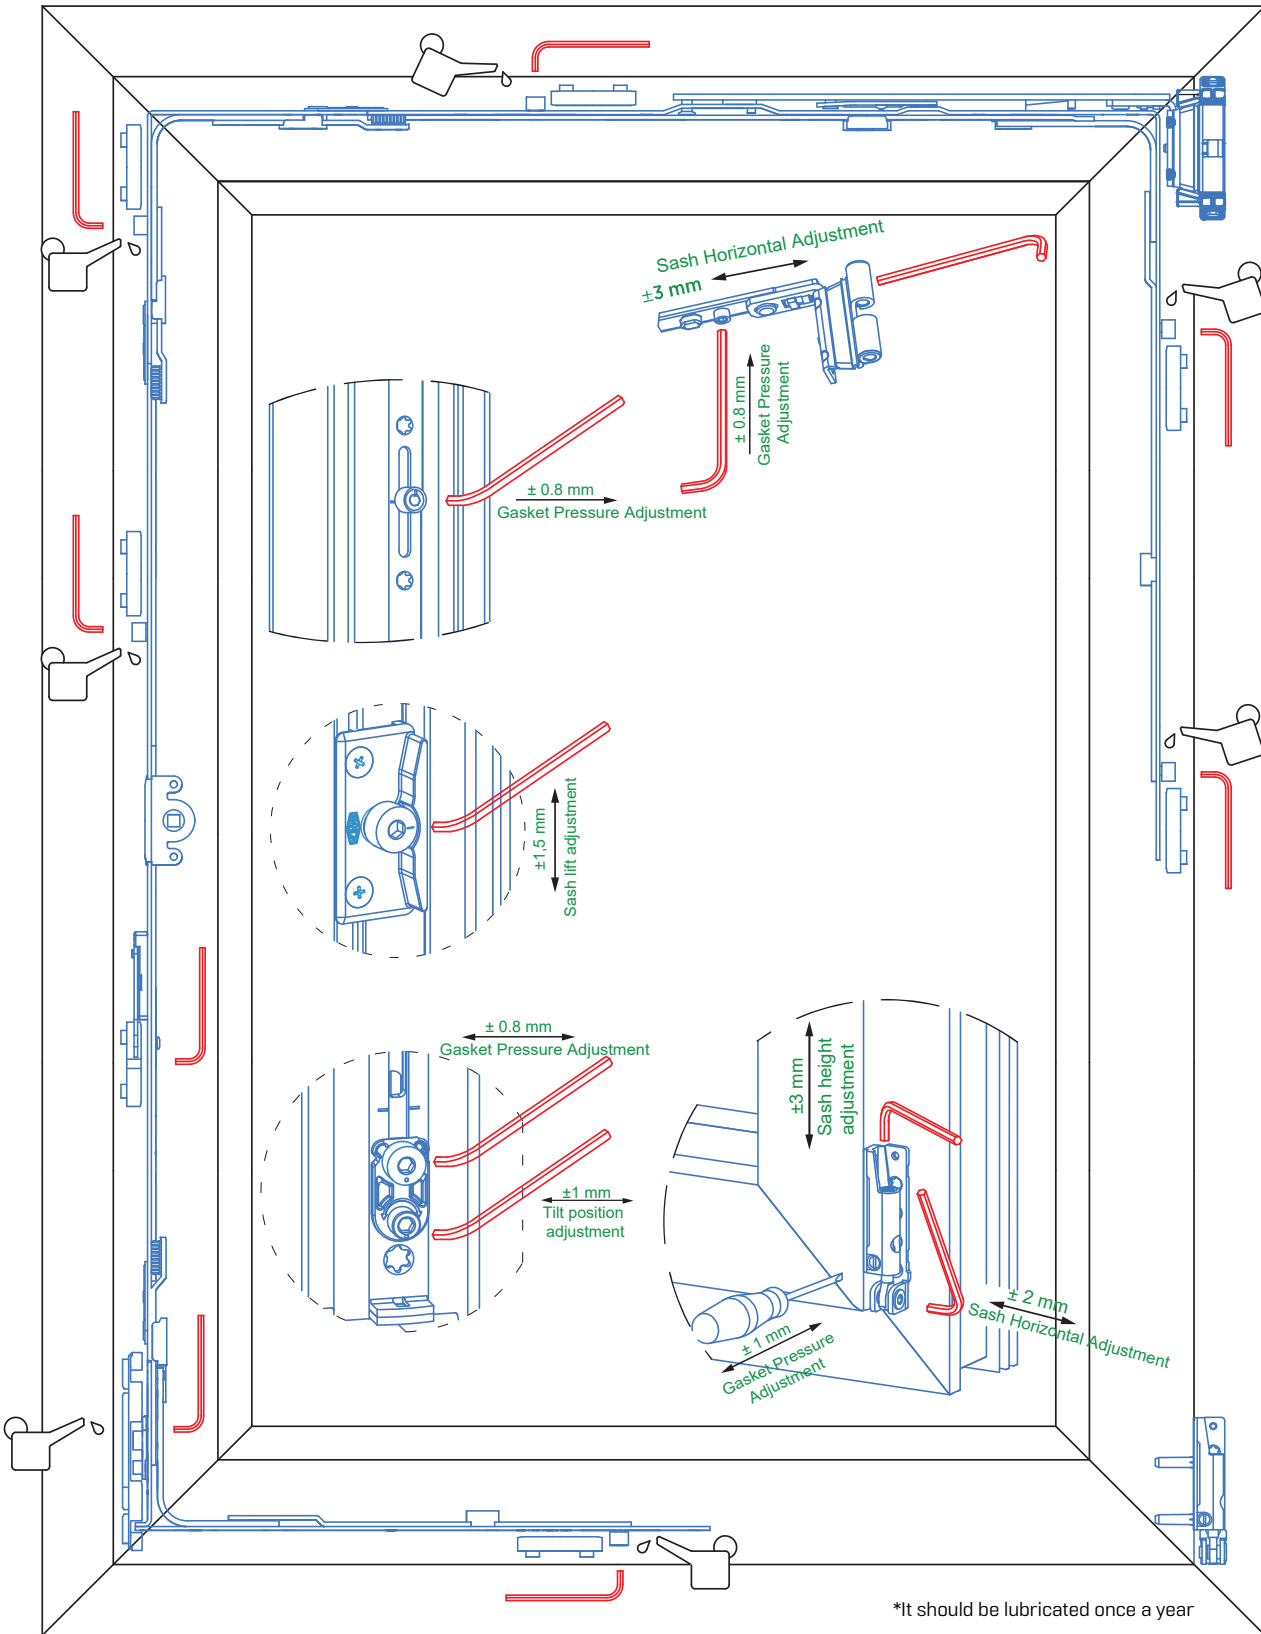 Sash Horizontal Adjustment
±3 mm
± 0.8 mm
Gasket Pressure
Adjustment
± 0.8 mm
Gasket Pressure Adjustment
±1,5 mm
Sash lift adjustment
± 0.8 mm
Gasket Pressure Adjustment
±1 mm
Tilt position
adjustment
±3 mm
Sash height
adjustment
± 2 mm
Sash Horizontal Adjustment
± 1 mm
Gasket Pressure
Adjustment
*It should be lubricated once a year